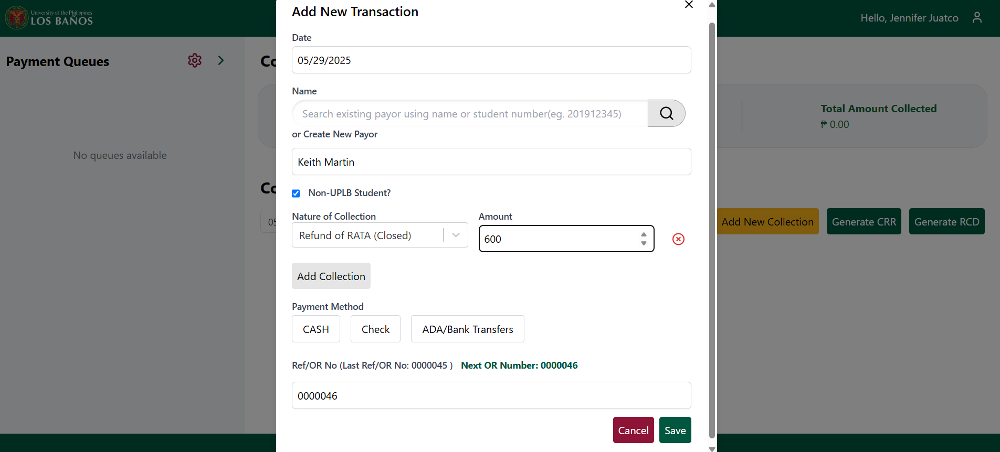 University of the Philippines
LOS BAÑOS
Hello, Jennifer Juatco
Payment Queues
No queues available
Co
Total Amount Collected
₱ 0.00
Co
05
Add New Collection
Generate CRR
Generate RCD
Add New Transaction
Date
05/29/2025
Name
Search existing payor using name or student number(eg. 201912345)
or Create New Payor
Keith Martin
Non-UPLB Student?
Nature of Collection
Amount
Refund of RATA (Closed)
600
Add Collection
Payment Method
CASH
Check
ADA/Bank Transfers
Ref/OR No (Last Ref/OR No: 0000045 ) Next OR Number: 0000046
0000046
Cancel
Save